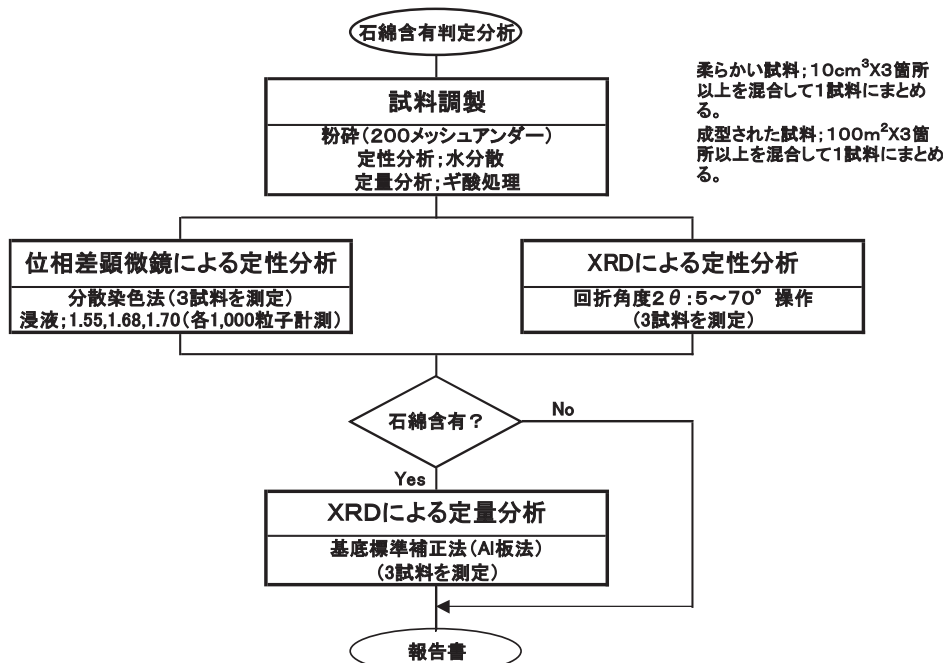 石綿含有判定分析
試料調製
粉砕(200メッシュアンダー)
定性分析;水分散
定量分析;ギ酸処理
柔らかい試料;10cm³X3箇所
以上を混合して1試料にまとめ
る。
成型された試料;100m²X3箇
所以上を混合して1試料にまとめ
る。
位相差顕微鏡による定性分析
分散染色法(3試料を測定)
浸液;1.55,1.68,1.70(各1,000粒子計測)
XRDによる定性分析
回折角度2θ:5~70° 操作
(3試料を測定)
石綿含有?
No
Yes
XRDによる定量分析
基底標準補正法(Al板法)
(3試料を測定)
報告書